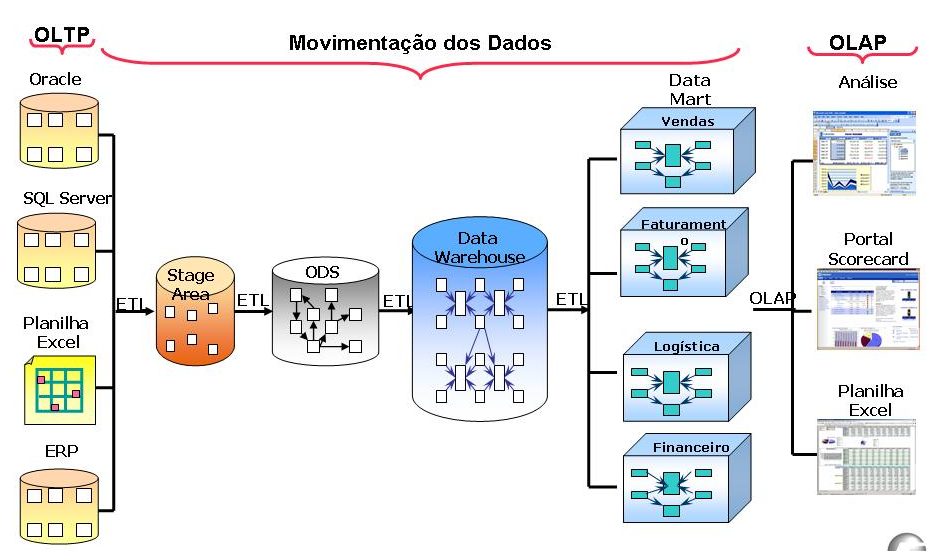 OLTP
Movimentação dos Dados
OLAP
Oracle
SQL Server
Planilha
Excel
ERP
ETL
Stage
Area
ETL
ODS
ETL
Data
Warehouse
ETL
Data
Mart
Vendas
Faturament
o
Logística
Financeiro
OLAP
Análise
Portal
Scorecard
Planilha
Excel